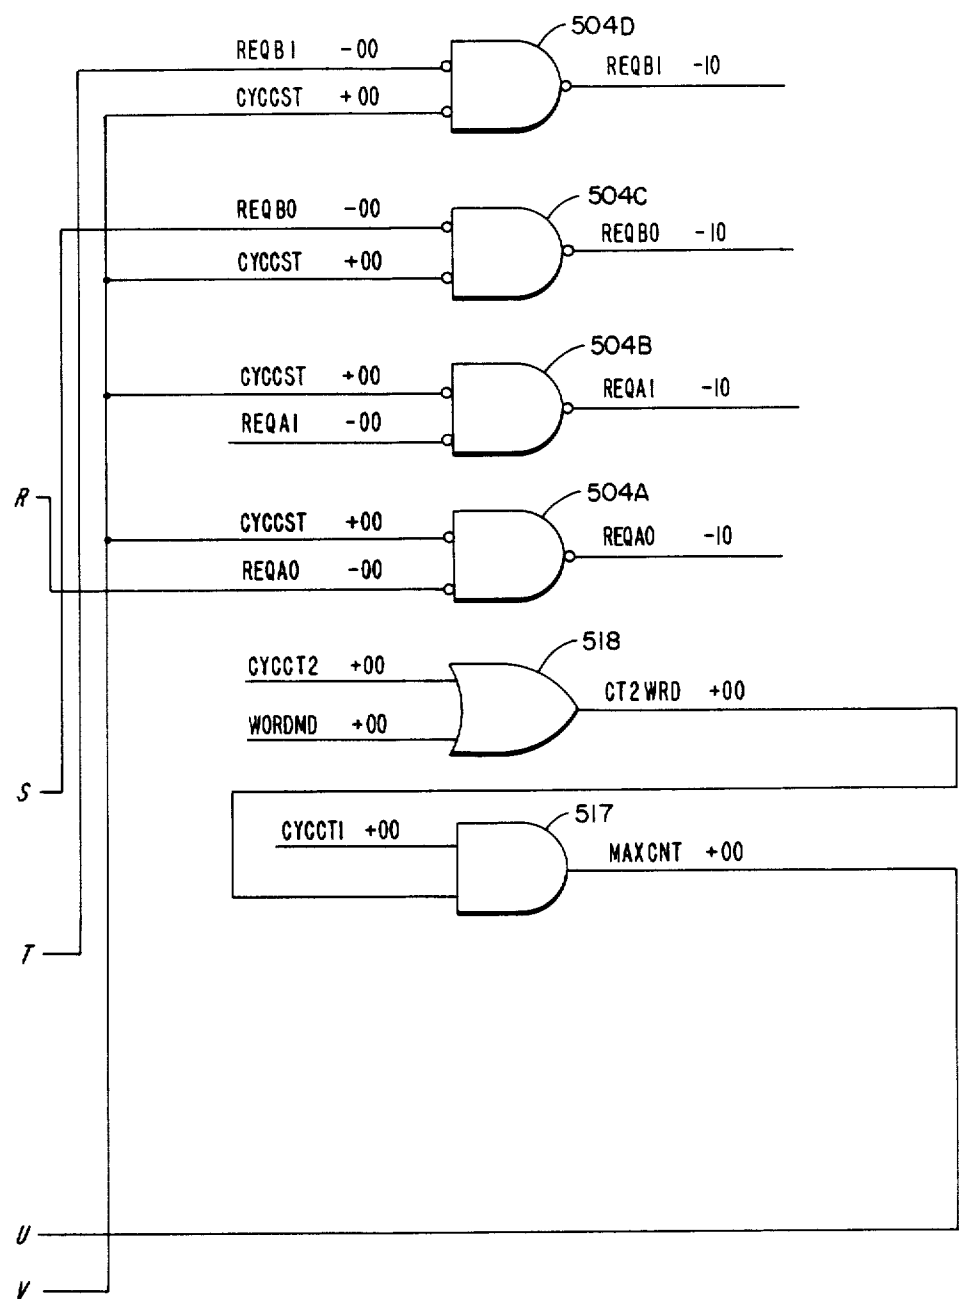 504D
REQB1 -00
REQB1 -10
CYCCST +00
504C
REQB0 -00
REQB0 -10
CYCCST +00
504B
CYCCST +00
REQA1 -10
REQA1 -00
504A
R
CYCCST +00
REQA0 -10
REQA0 -00
518
CYCCT2 +00
CT2WRD +00
WORDMD +00
S
517
CYCCT1 +00
MAXCNT +00
T
U
V